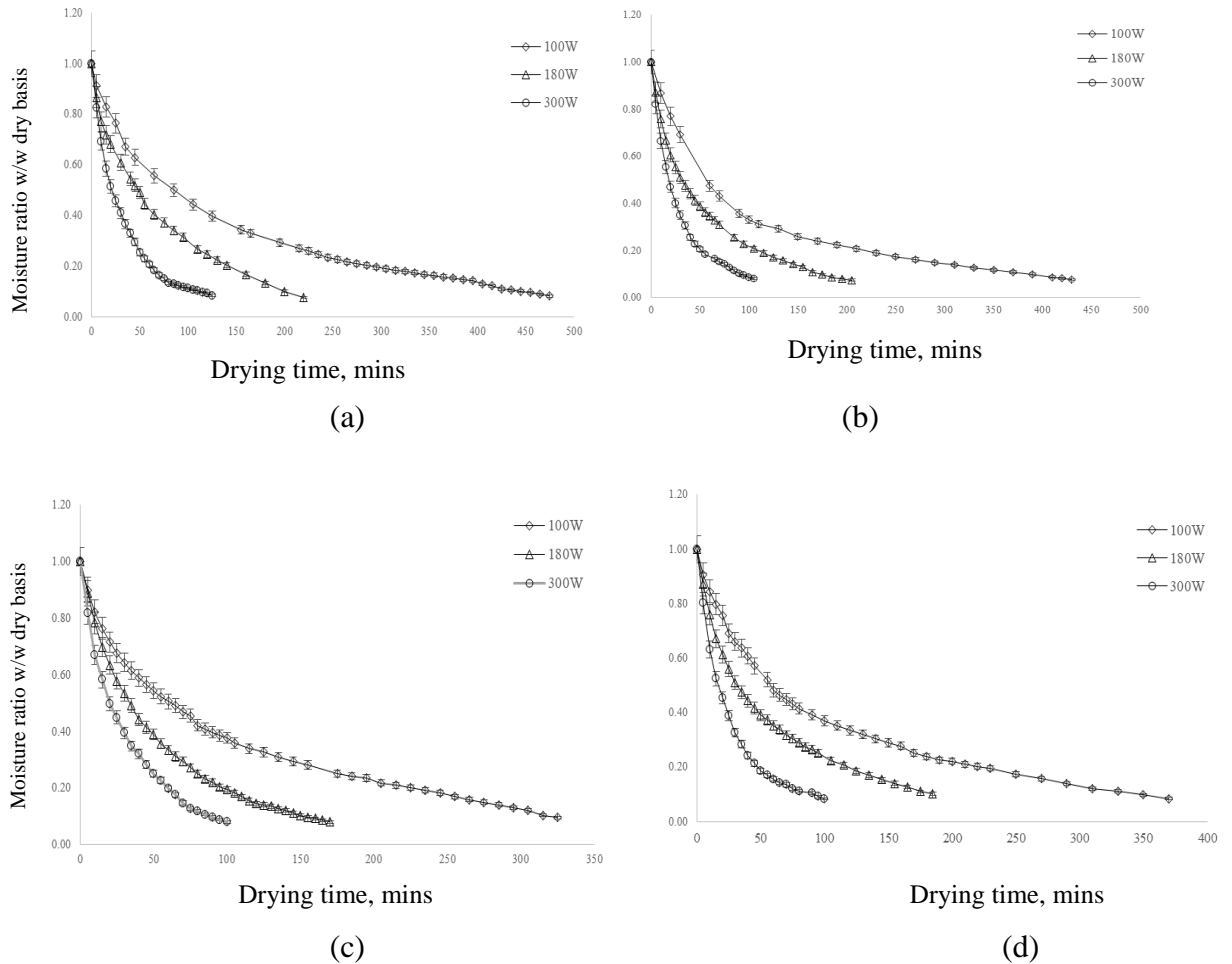 1.20
1.00
0.80
0.60
0.40
0.20
0.00
0 50 100 150 200 250 300 350 400 450 500
100W
180W
300W
Moisture ratio w/w dry basis
Drying time, mins
(a)
1.20
1.00
0.80
0.60
0.40
0.20
0.00
0 50 100 150 200 250 300 350 400 450 500
100W
180W
300W
Drying time, mins
(b)
1.20
1.00
0.80
0.60
0.40
0.20
0.00
0 50 100 150 200 250 300 350
100W
180W
300W
Moisture ratio w/w dry basis
Drying time, mins
(c)
1.20
1.00
0.80
0.60
0.40
0.20
0.00
0 50 100 150 200 250 300 350 400
100W
180W
300W
Drying time, mins
(d)